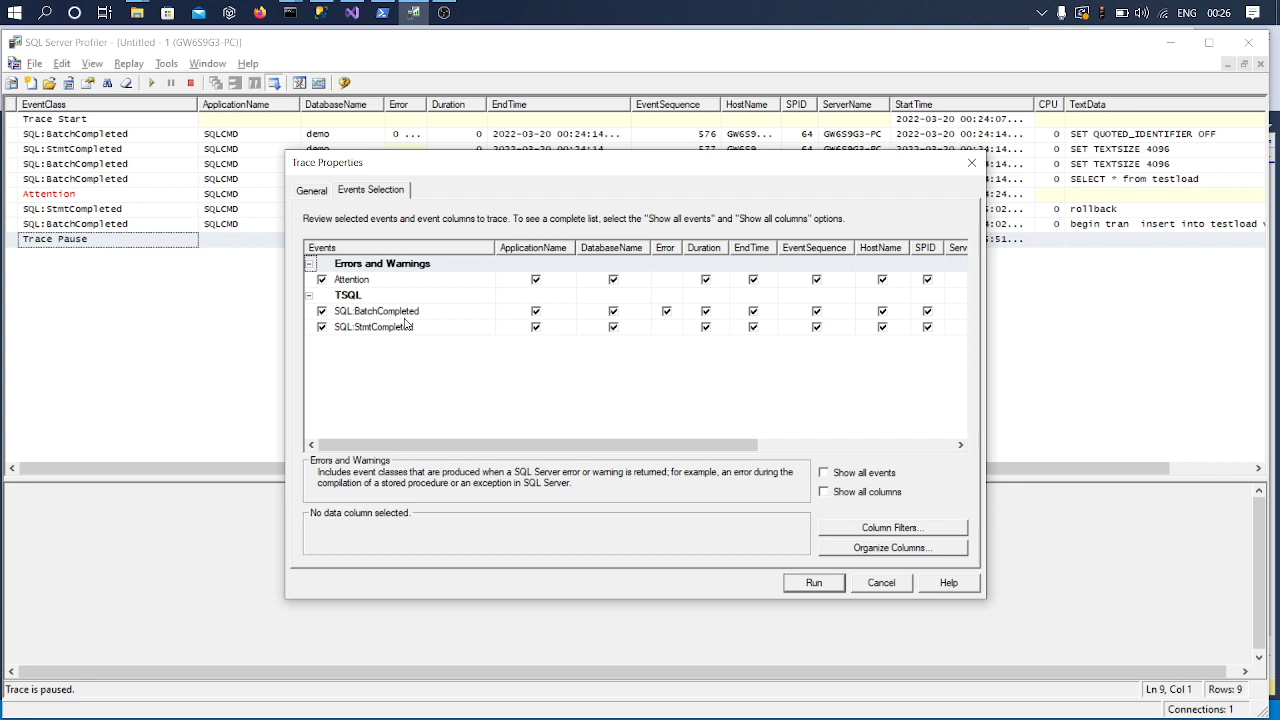 ENG 00:26
SQL Server Profiler - [Untitled - 1 (GW6S9G3-PC)]
File Edit View Replay Tools Window Help
EventClass ApplicationName DatabaseName Error Duration EndTime EventSequence HostName SPID ServerName StartTime CPU TextData
Trace Start 2022-03-20 00:24:07...
SQL:BatchCompleted SQLCMD demo 0 ... 0 2022-03-20 00:24:14... 576 GW6S9... 64 GW6S9G3-PC 2022-03-20 00:24:14... 0 SET QUOTED_IDENTIFIER OFF
SQL:StmtCompleted SQLCMD demo 0 2022-03-20 00:24:14... 577 GW6S9... 64 GW6S9G3-PC 2022-03-20 00:24:14... 0 SET TEXTSIZE 4096
SQL:BatchCompleted SQLCMD :14... 0 SET TEXTSIZE 4096
SQL:BatchCompleted SQLCMD :14... 0 SELECT * from testload
Attention SQLCMD :24...
SQL:StmtCompleted SQLCMD :02... 0 rollback
SQL:BatchCompleted SQLCMD :02... 0 begin tran insert into testload
Trace Pause :51...
Trace Properties
General Events Selection
Review selected events and event columns to trace. To see a complete list, select the "Show all events" and "Show all columns" options.
Events ApplicationName DatabaseName Error Duration EndTime EventSequence HostName SPID Serv
Errors and Warnings
Attention
TSQL
SQL:BatchCompleted
SQL:StmtCompleted
Errors and Warnings
Includes event classes that are produced when a SQL Server error or warning is returned; for example, an error during the
compilation of a stored procedure or an exception in SQL Server.
Show all events
Show all columns
No data column selected.
Column Filters...
Organize Columns...
Run Cancel Help
Trace is paused. Ln 9, Col 1 Rows: 9
Connections: 1